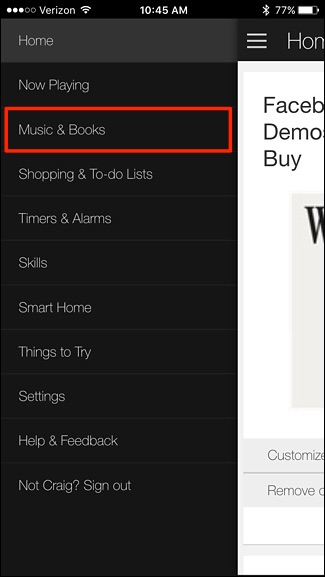 Verizon 10:45 AM 77%
Home
Now Playing
Music & Books
Shopping & To-do Lists
Timers & Alarms
Skills
Smart Home
Things to Try
Settings
Help & Feedback
Not Craig? Sign out
Hom
Faceb
Demos
Buy
W
Customize
Remove c